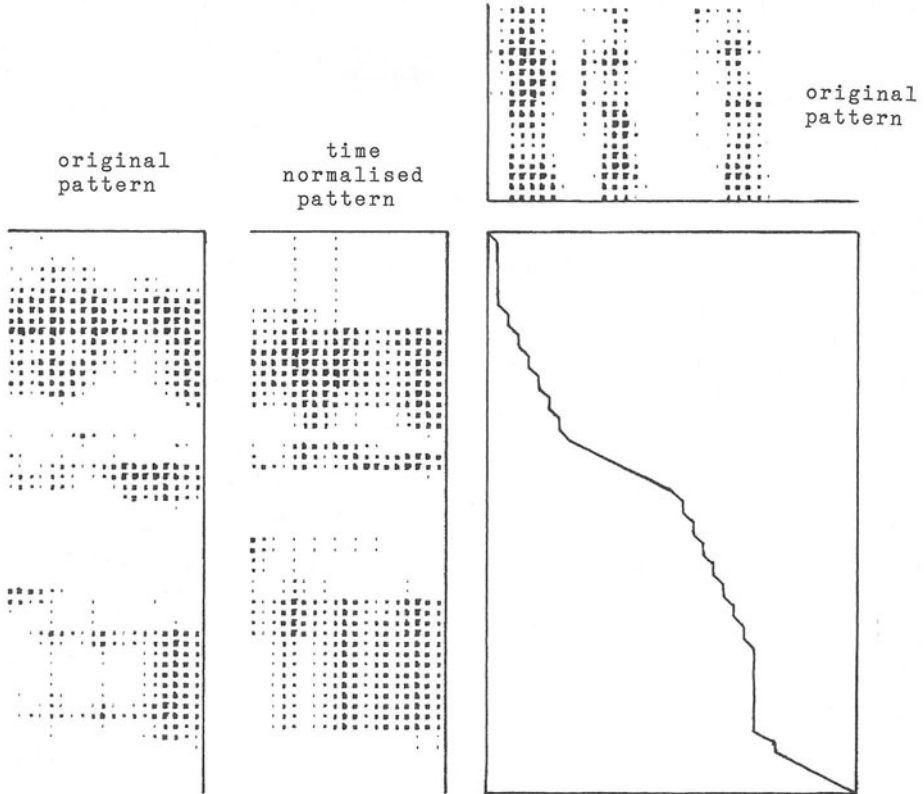 original
pattern
time
normalised
pattern
original
pattern